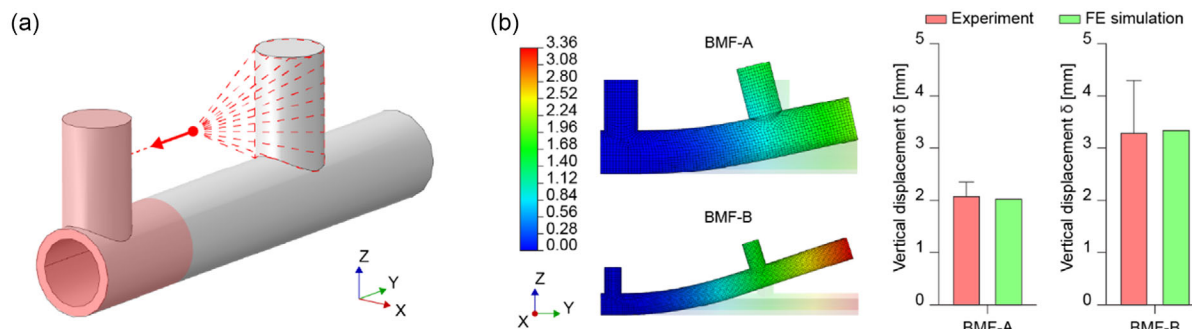 (a)
Z
Y
X
(b)
3.36
3.08
2.80
2.52
2.24
1.96
1.68
1.40
1.12
0.84
0.56
0.28
0.00
Z
Y
X
BMF-A
BMF-B
Experiment
FE simulation
Vertical displacement δ [mm]
5
4
3
2
1
0
BMF-A
Vertical displacement δ [mm]
5
4
3
2
1
0
BMF-B